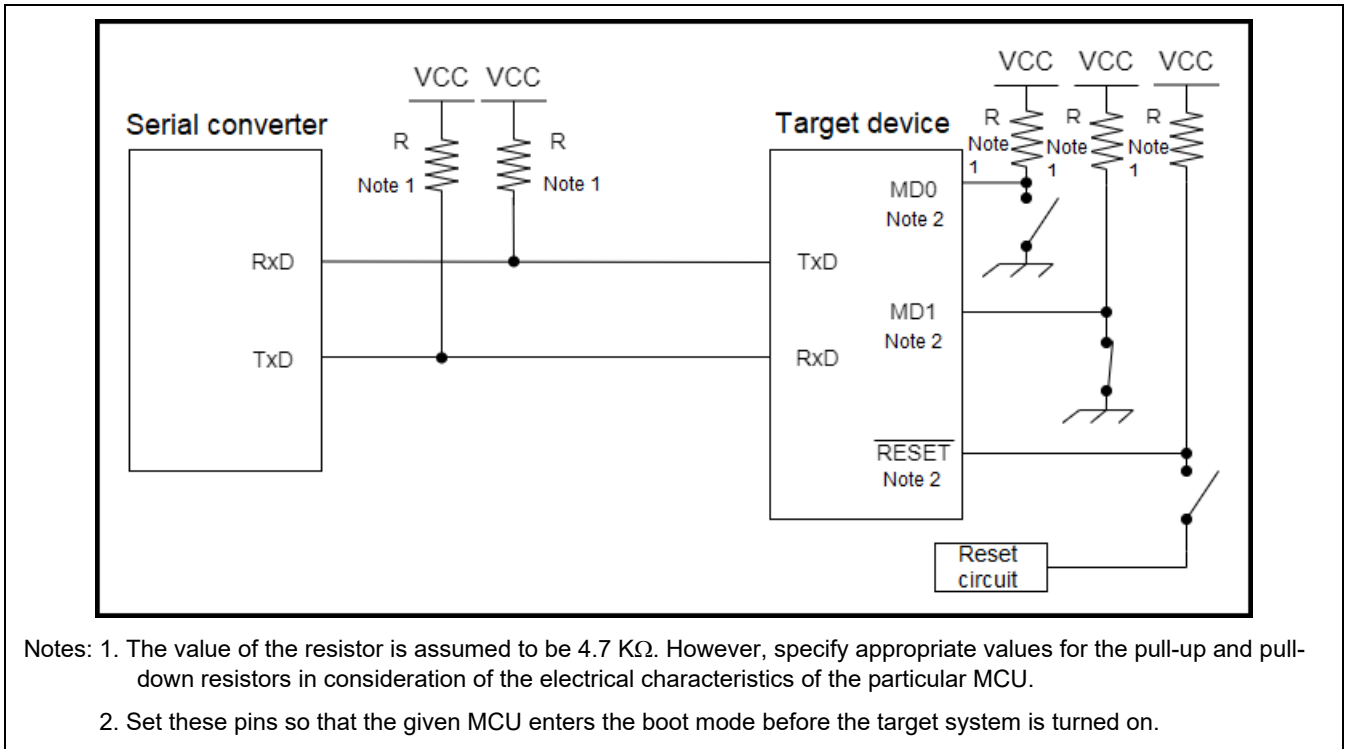 VCC VCC
VCC VCC VCC
Serial converter
R
Note 1
R
Note 1
Target device
R
Note
1
R
Note
1
R
Note
1
MD0
Note 2
RxD
TxD
MD1
Note 2
TxD
RxD
RESET
Note 2
Reset
circuit
Notes: 1. The value of the resistor is assumed to be 4.7 KΩ. However, specify appropriate values for the pull-up and pull-
down resistors in consideration of the electrical characteristics of the particular MCU.
2. Set these pins so that the given MCU enters the boot mode before the target system is turned on.